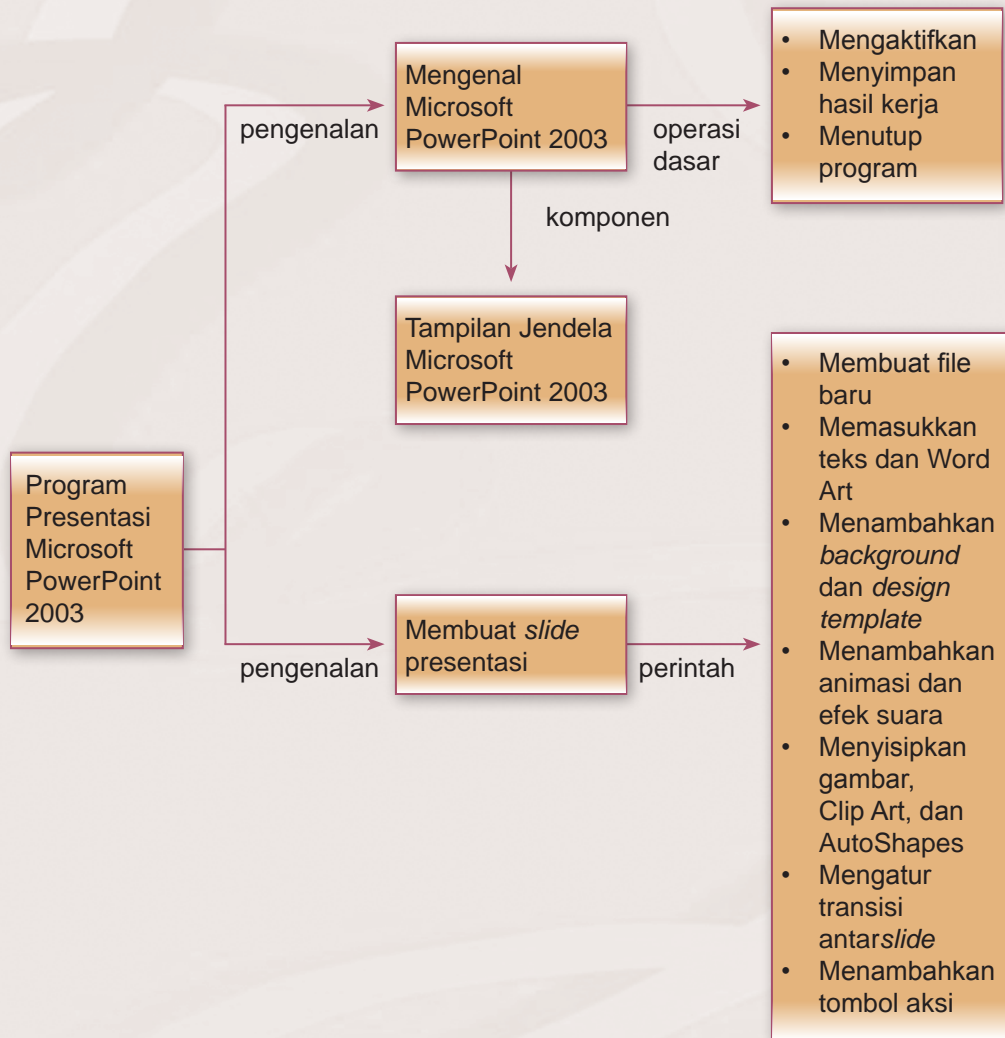 Program
Presentasi
Microsoft
PowerPoint
2003
pengenalan
Mengenal
Microsoft
PowerPoint 2003
operasi
dasar
• Mengaktifkan
• Menyimpan
hasil kerja
• Menutup
program
komponen
Tampilan Jendela
Microsoft
PowerPoint 2003
pengenalan
Membuat slide
presentasi
perintah
• Membuat file
baru
• Memasukkan
teks dan Word
Art
• Menambahkan
background
dan design
template
• Menambahkan
animasi dan
efek suara
• Menyisipkan
gambar,
Clip Art, dan
AutoShapes
• Mengatur
transisi
antarslide
• Menambahkan
tombol aksi